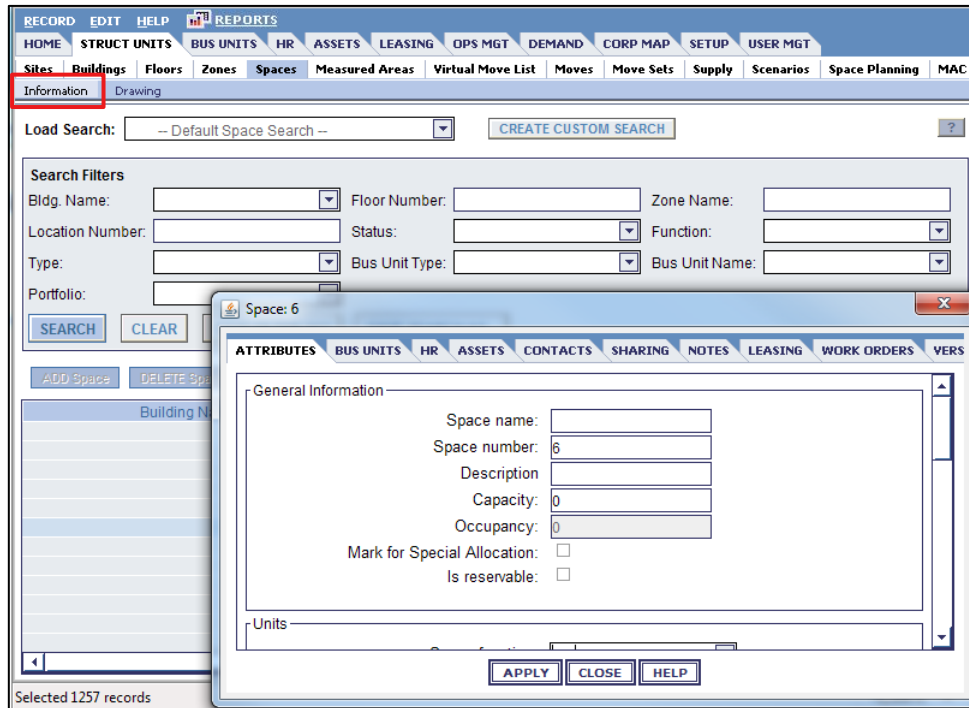 RECORD EDIT HELP REPORTS
HOME STRUCT UNITS BUS UNITS HR ASSETS LEASING OPS MGT DEMAND CORP MAP SETUP USER MGT
Sites Buildings Floors Zones Spaces Measured Areas Virtual Move List Moves Move Sets Supply Scenarios Space Planning MAC
Information Drawing
Load Search: -- Default Space Search -- CREATE CUSTOM SEARCH ?
Search Filters
Bldg. Name: Floor Number: Zone Name:
Location Number: Status: Function:
Type: Bus Unit Type: Bus Unit Name:
Portfolio:
SEARCH CLEAR
ADD Space DELETE Spa
Building Na
Selected 1257 records
Space: 6 X
ATTRIBUTES BUS UNITS HR ASSETS CONTACTS SHARING NOTES LEASING WORK ORDERS VERS
General Information
Space name:
Space number: 6
Description
Capacity: 0
Occupancy: 0
Mark for Special Allocation:
Is reservable:
Units
APPLY CLOSE HELP